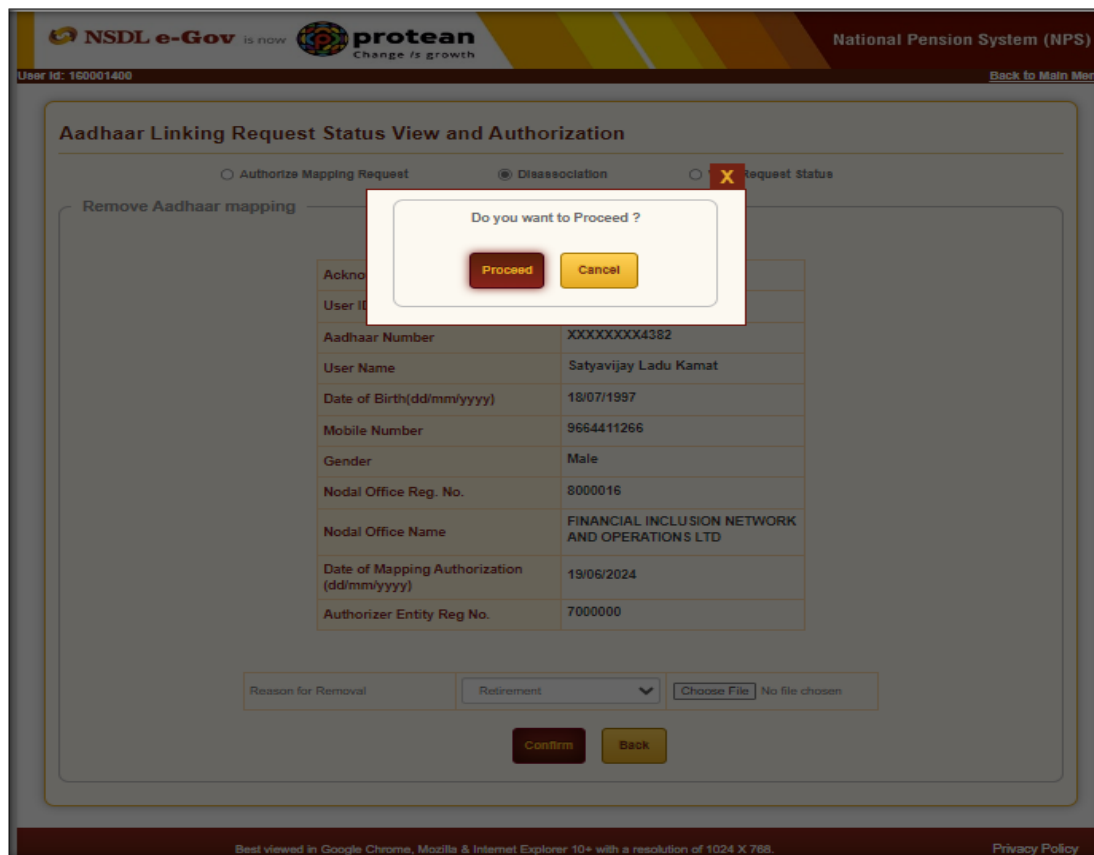 NSDL e-Gov is now protean
Change is growth
National Pension System (NPS)
User Id: 160001400
Back to Main
Aadhaar Linking Request Status View and Authorization
Authorize Mapping Request Disassociation Request Status
X
Remove Aadhaar mapping
Do you want to Proceed ?
Proceed Cancel
Aadhaar Number XXXXXXXX4382
User Name Satyavijay Ladu Kamat
Date of Birth(dd/mm/yyyy) 18/07/1997
Mobile Number 9664411266
Gender Male
Nodal Office Reg. No. 8000016
Nodal Office Name FINANCIAL INCLUSION NETWORK
AND OPERATIONS LTD
Date of Mapping Authorization
(dd/mm/yyyy) 19/06/2024
Authorizer Entity Reg No. 7000000
Reason for Removal Retirement Choose File No file chosen
Confirm Back
Best viewed in Google Chrome, Mozilla & Internet Explorer 10+ with a resolution of 1024 X 768.
Privacy Policy